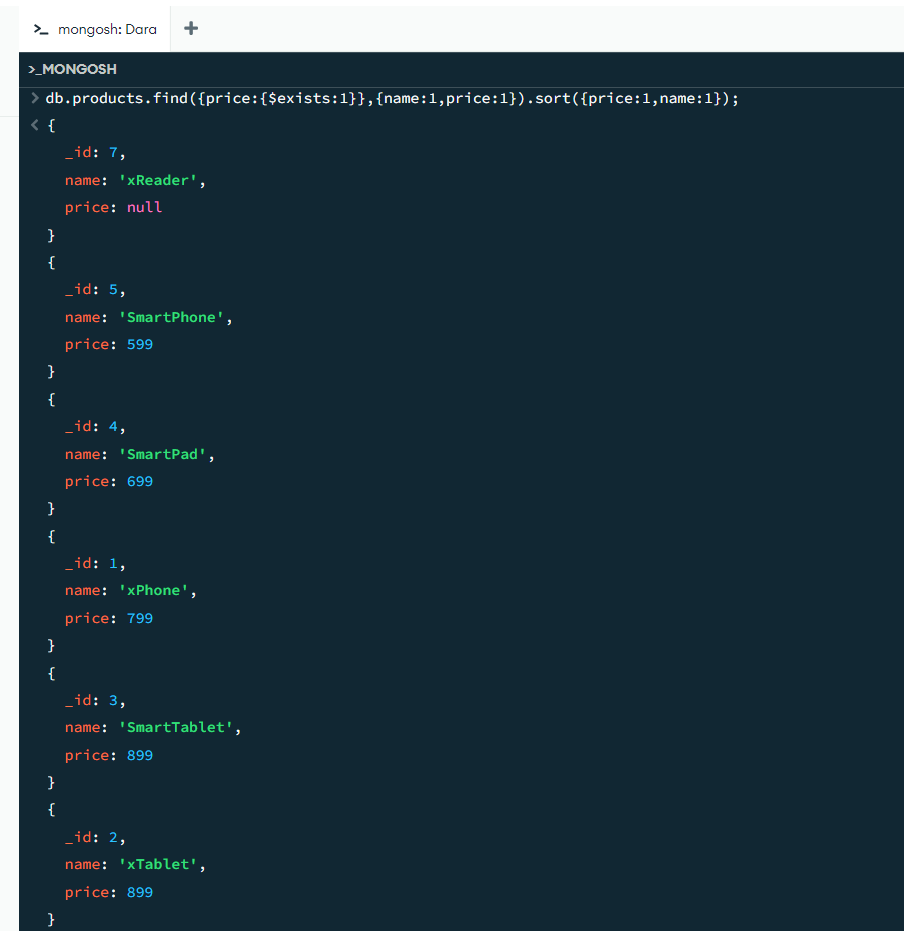 >_ mongosh: Dara +
>_MONGOSH
> db.products.find({price:{$exists:1}},{name:1,price:1}).sort({price:1,name:1});
< {
_id: 7,
name: 'xReader',
price: null
}
{
_id: 5,
name: 'SmartPhone',
price: 599
}
{
_id: 4,
name: 'SmartPad',
price: 699
}
{
_id: 1,
name: 'xPhone',
price: 799
}
{
_id: 3,
name: 'SmartTablet',
price: 899
}
{
_id: 2,
name: 'xTablet',
price: 899
}